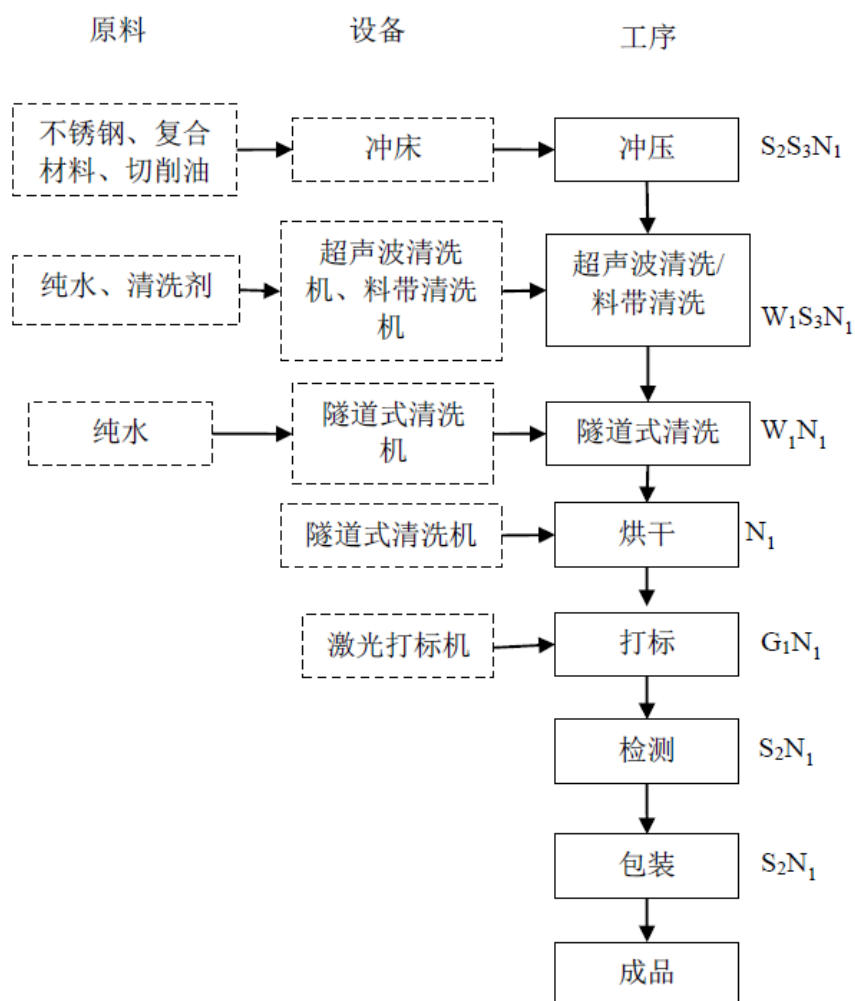 原料 设备 工序
不锈钢、复合
材料、切削油
冲床
冲压
S₂S₃N₁
纯水、清洗剂
超声波清洗
机、料带清洗
机
超声波清洗/
料带清洗
W₁S₃N₁
纯水
隧道式清洗
机
隧道式清洗
W₁N₁
隧道式清洗机
烘干
N₁
激光打标机
打标
G₁N₁
检测
S₂N₁
包装
S₂N₁
成品